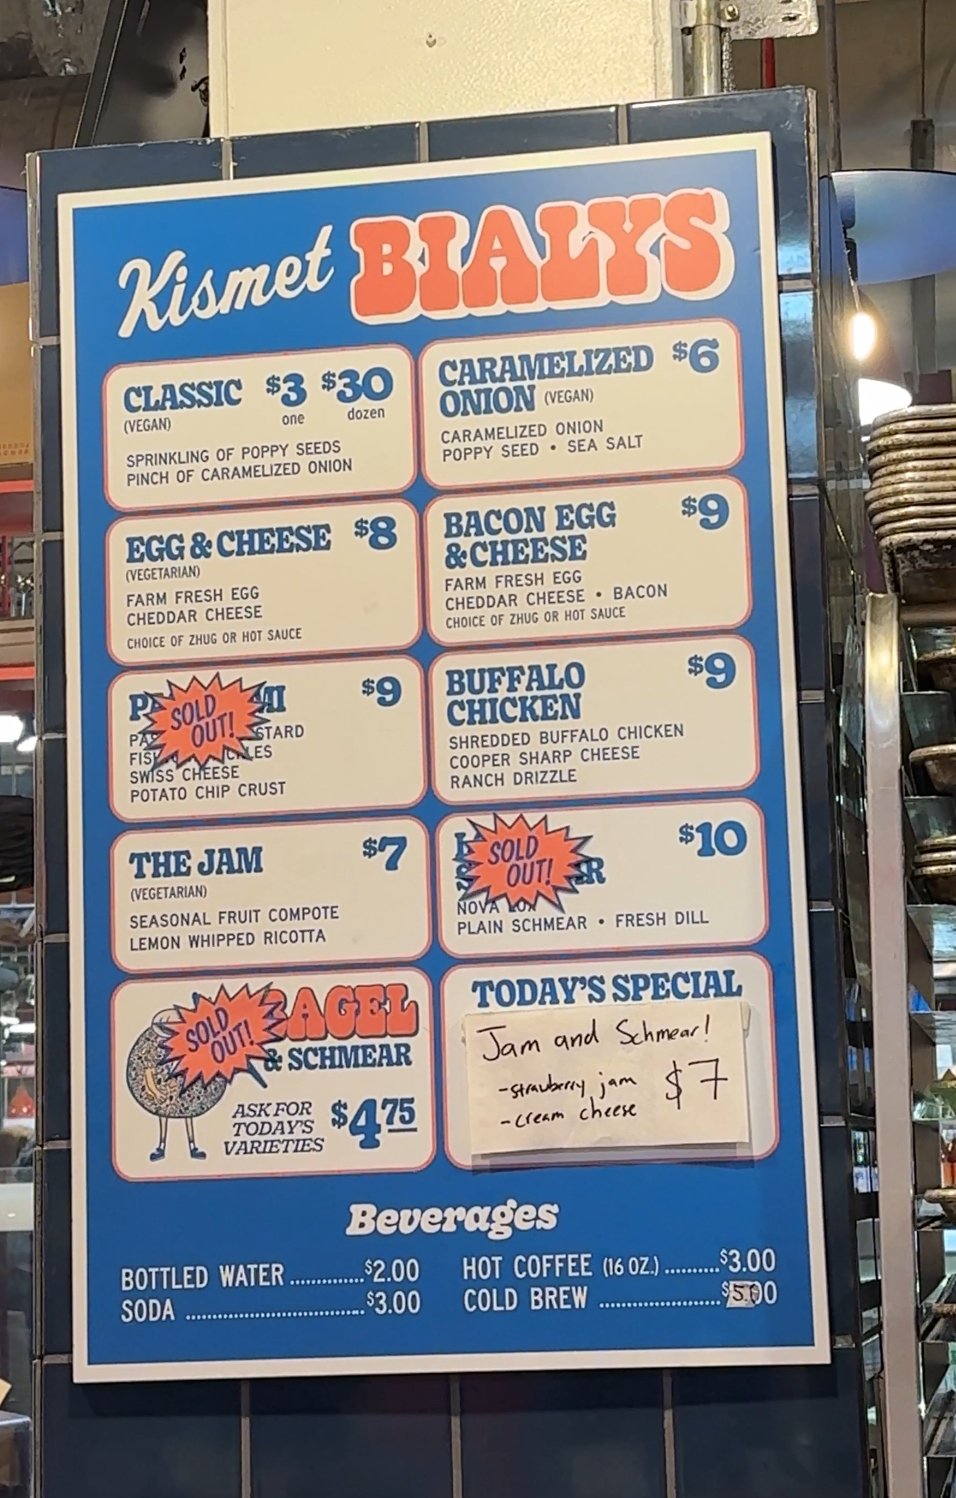 Kismet BIALYS
CLASSIC $3 $30
(VEGAN) one dozen
SPRINKLING OF POPPY SEEDS
PINCH OF CARAMELIZED ONION
CARAMELIZED $6
ONION (VEGAN)
CARAMELIZED ONION
POPPY SEED • SEA SALT
EGG & CHEESE $8
(VEGETARIAN)
FARM FRESH EGG
CHEDDAR CHEESE
CHOICE OF ZHUG OR HOT SAUCE
BACON EGG $9
& CHEESE
FARM FRESH EGG
CHEDDAR CHEESE • BACON
CHOICE OF ZHUG OR HOT SAUCE
$9
SOLD
OUT!
SWISS CHEESE
POTATO CHIP CRUST
BUFFALO $9
CHICKEN
SHREDDED BUFFALO CHICKEN
COOPER SHARP CHEESE
RANCH DRIZZLE
THE JAM $7
(VEGETARIAN)
SEASONAL FRUIT COMPOTE
LEMON WHIPPED RICOTTA
$10
SOLD
OUT!
NOVA LOX
PLAIN SCHMEAR • FRESH DILL
SOLD
OUT!
BAGEL
& SCHMEAR
ASK FOR
TODAY'S
VARIETIES
$4.75
TODAY'S SPECIAL
Jam and Schmear!
-strawberry jam $7
-cream cheese
Beverages
BOTTLED WATER ............. $2.00
SODA ................................ $3.00
HOT COFFEE (16 OZ.) .......... $3.00
COLD BREW ...................... $5.00